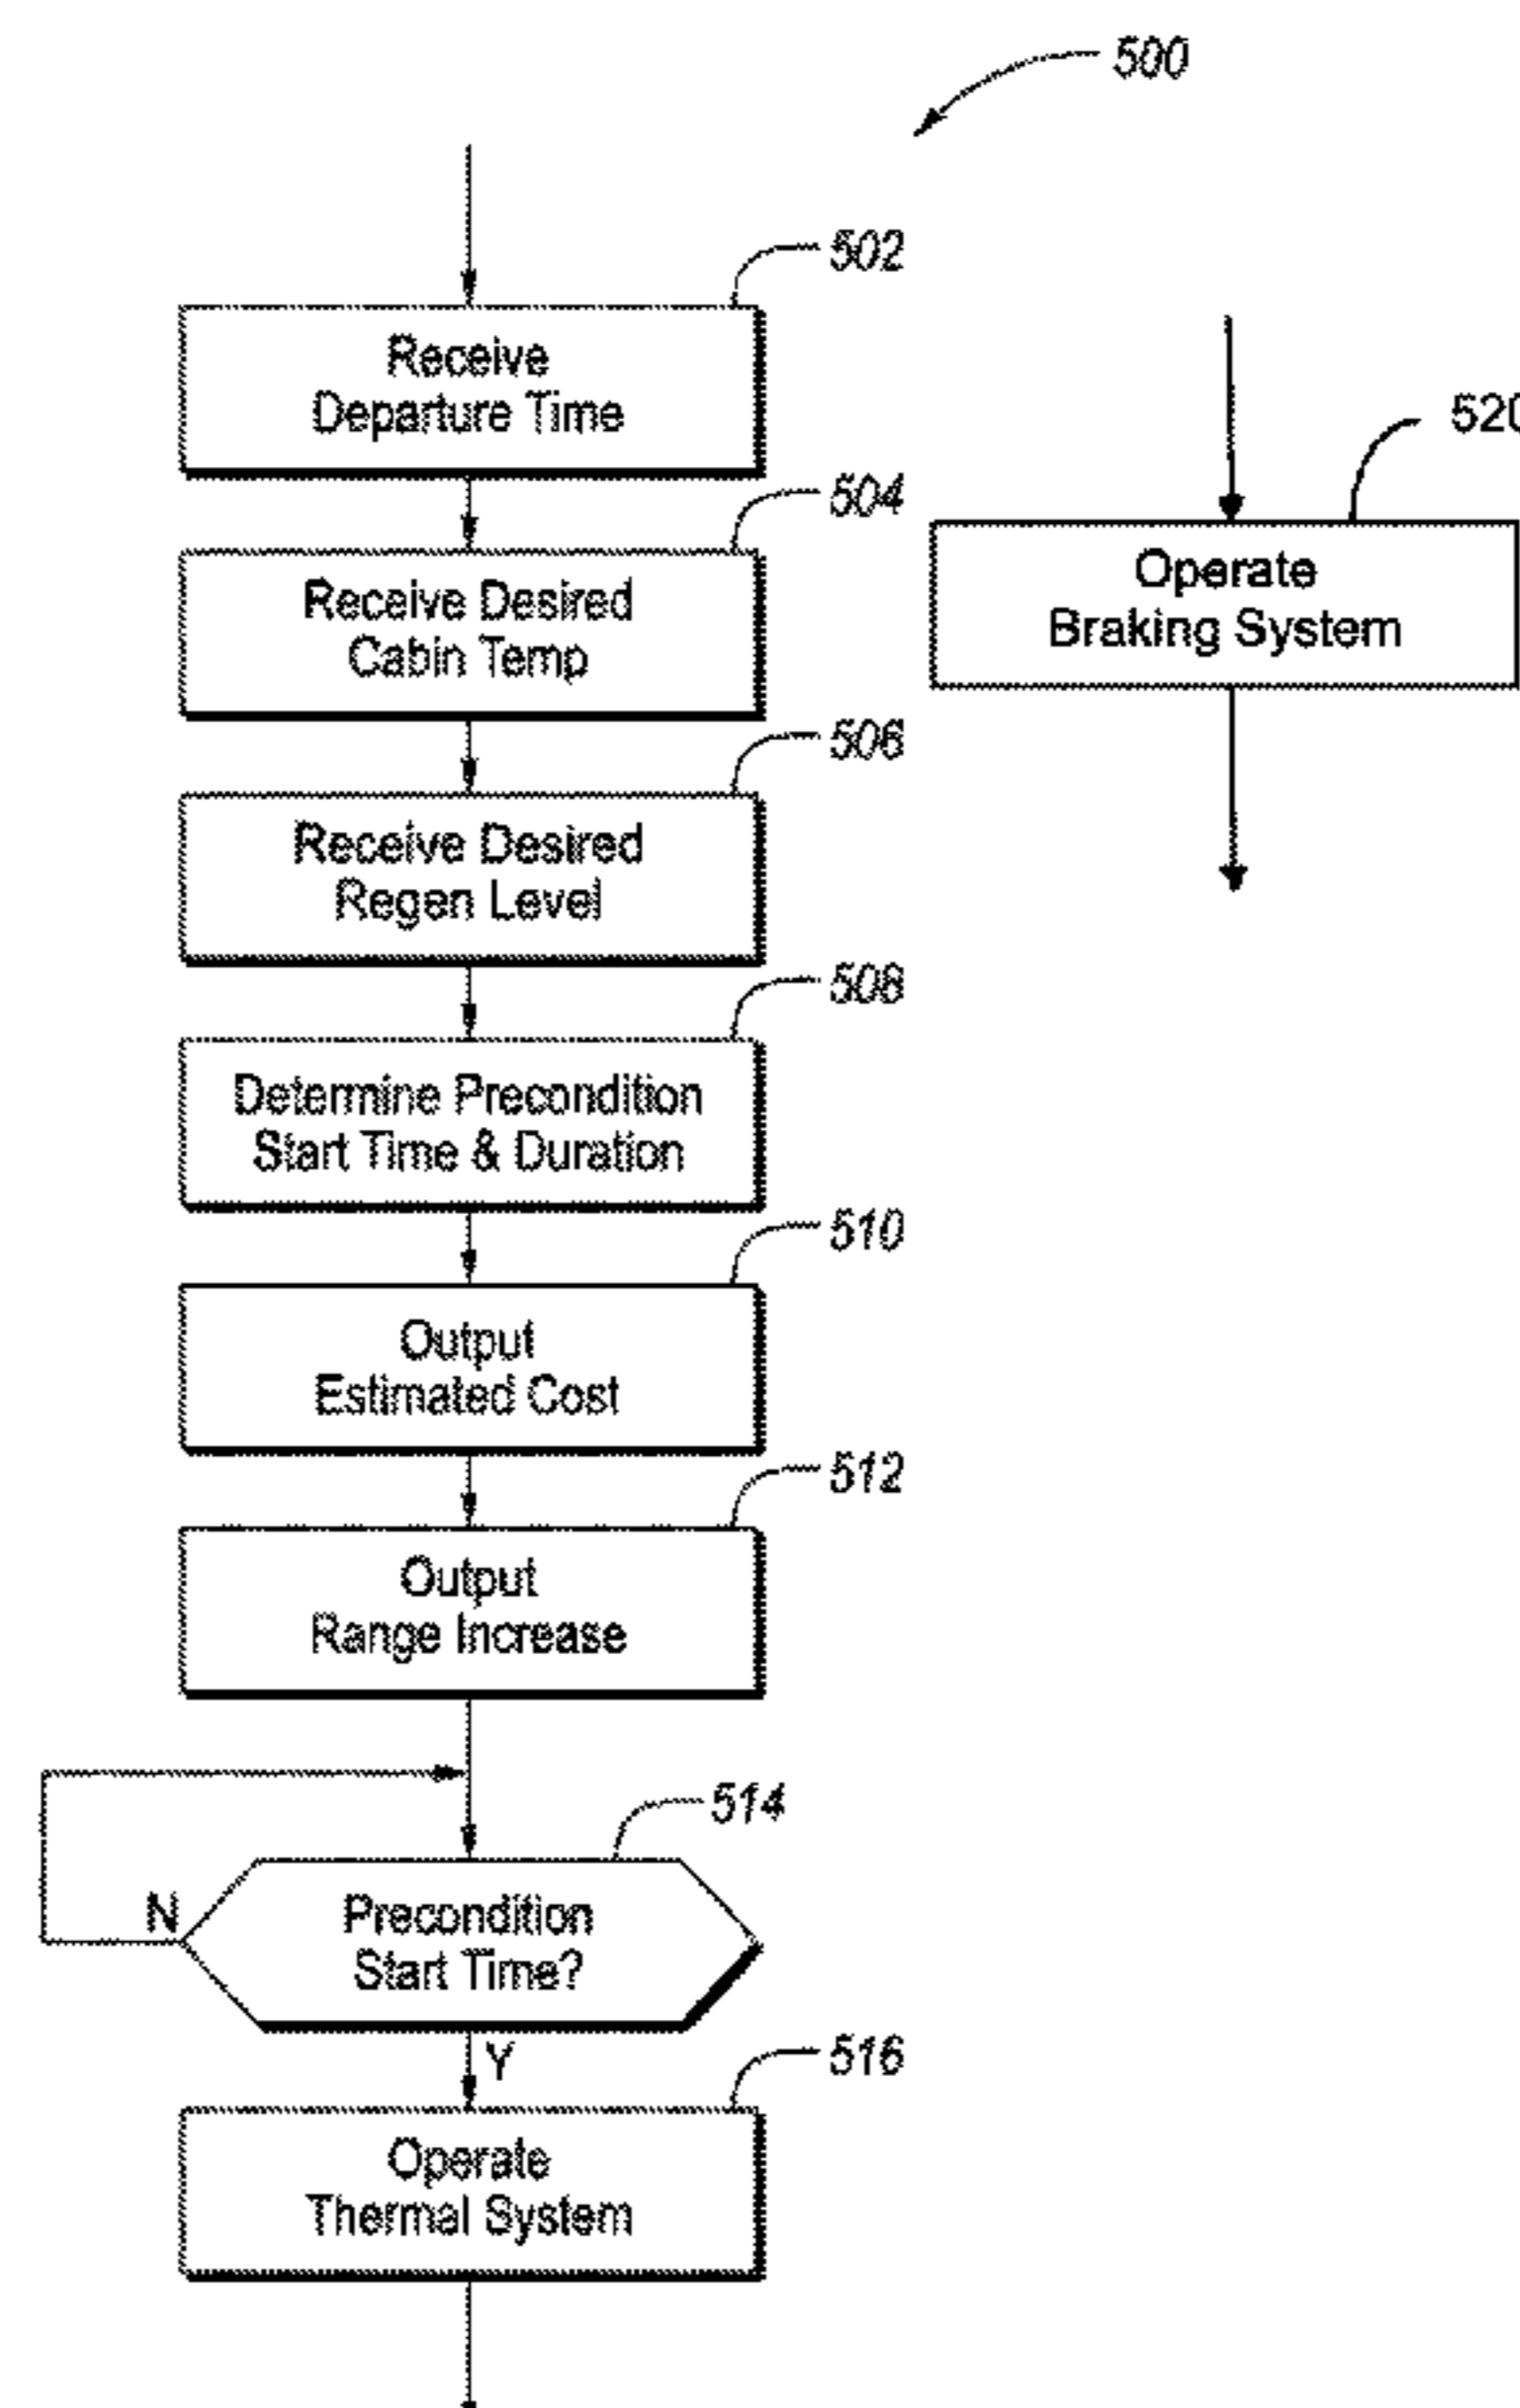 500
502
Receive
Departure Time
504
Receive Desired
Cabin Temp
506
Receive Desired
Regen Level
508
Determine Precondition
Start Time & Duration
510
Output
Estimated Cost
512
Output
Range Increase
514
N
Precondition
Start Time?
Y
516
Operate
Thermal System
520
Operate
Braking System